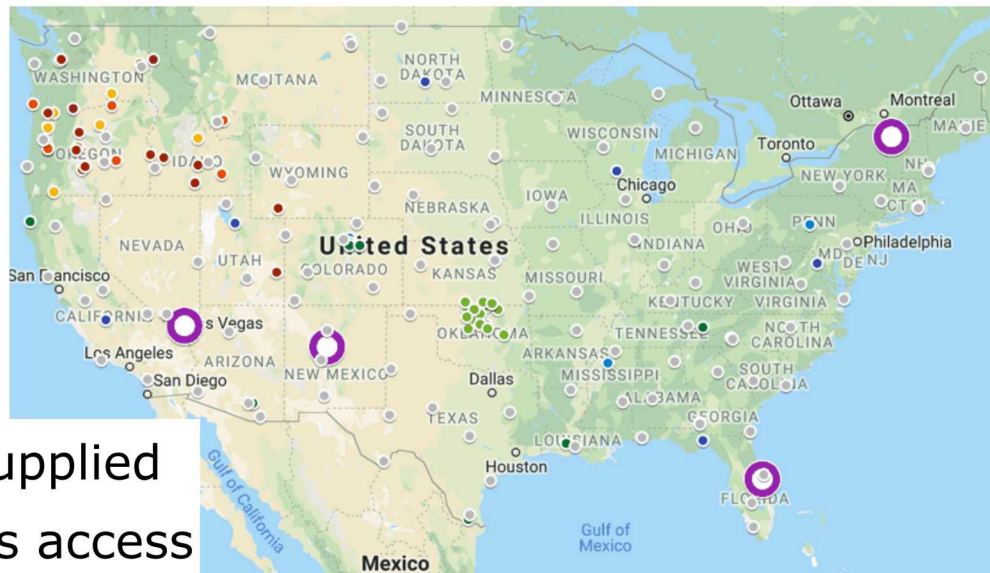 NORTH
DAKOTA
WASHINGTON
MONTANA
MINNESOTA
Ottawa
Montreal
MAINE
SOUTH
DAKOTA
WISCONSIN
MICHIGAN
Toronto
OREGON
IDAHO
WYOMING
NH
NEW YORK
MA
CT
Chicago
IOWA
NEBRASKA
ILLINOIS
INDIANA
OHIO
PENN
Philadelphia
NEVADA
UTAH
United States
COLORADO
KANSAS
MISSOURI
WEST
VIRGINIA
MD
DE
NJ
San Francisco
KENTUCKY
VIRGINIA
CALIFORNIA
s Vegas
OKLAHOMA
TENNESSEE
NORTH
CAROLINA
Los Angeles
ARIZONA
NEW MEXICO
ARKANSAS
MISSISSIPPI
SOUTH
CAROLINA
San Diego
Dallas
ALABAMA
TEXAS
GEORGIA
LOUISIANA
Houston
FLORIDA
upplied
s access
Gulf of
California
Gulf of
Mexico
Mexico